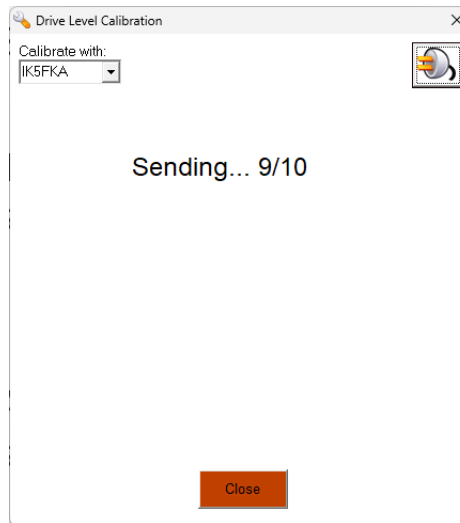 Drive Level Calibration
Calibrate with:
IK5FKA
Sending... 9/10
Close